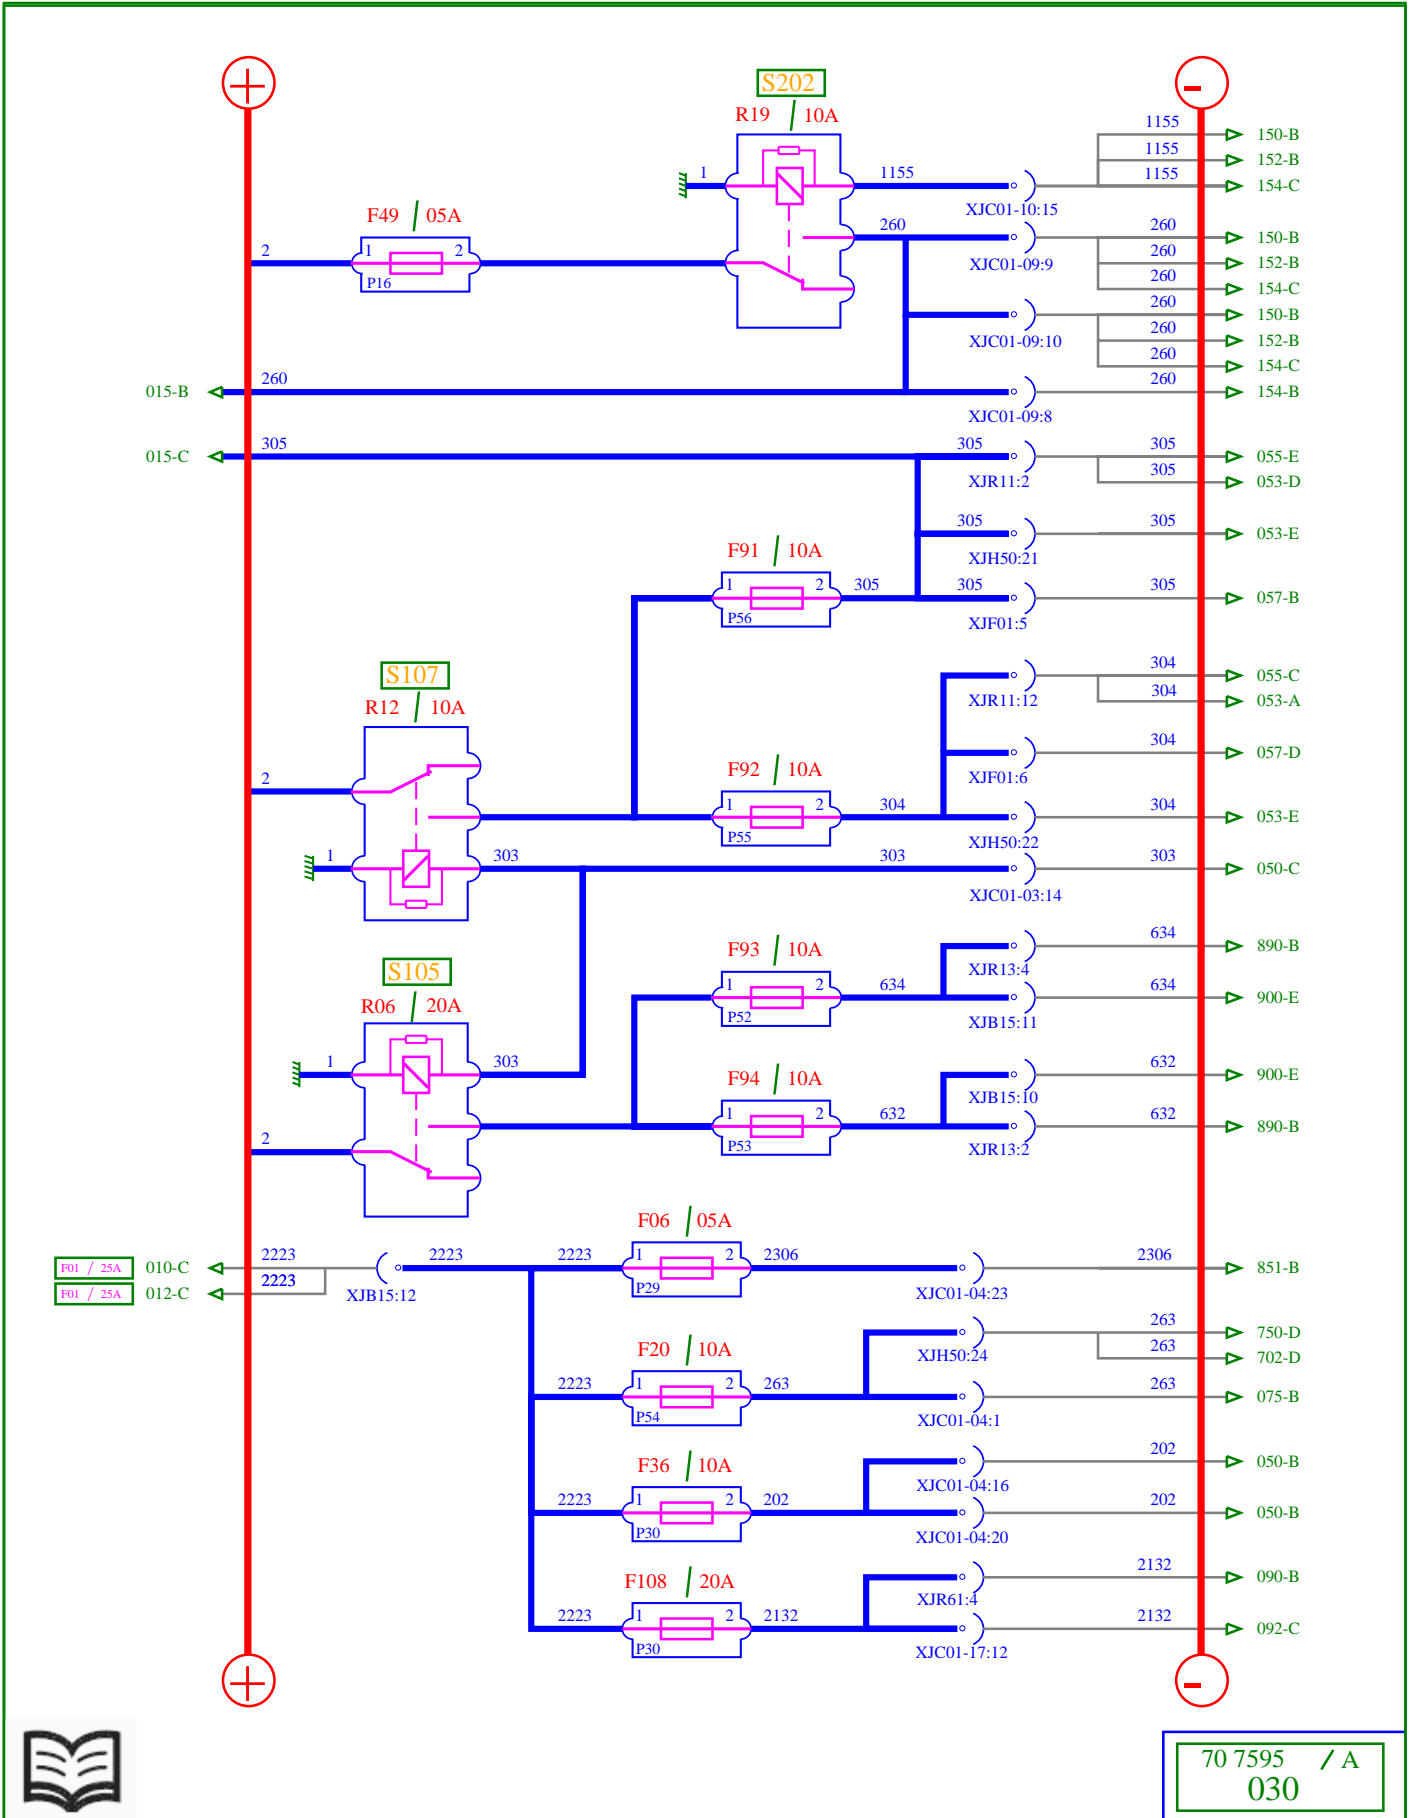 S202
R19 / 10A
1155 150-B
1155 152-B
1 1155 1155 154-C
XJC01-10:15
F49 / 05A
260 260 150-B
2 1 2 260 152-B
XJC01-09:9
P16
260 154-C
260 150-B
XJC01-09:10
260 152-B
260 154-C
015-B 260 260 154-B
XJC01-09:8
015-C 305 305 305 055-E
XJR11:2 305 053-D
305 305 053-E
XJH50:21
F91 / 10A
1 2 305 305 305 057-B
P56
XJF01:5
S107
R12 / 10A
304 055-C
XJR11:12 304 053-A
304 057-D
XJF01:6
F92 / 10A
2
1 2 304 304 053-E
P55
XJH50:22
1 303 303 303 050-C
XJC01-03:14
F93 / 10A
634 890-B
XJR13:4
1 2 634 634 900-E
P52
XJB15:11
S105
R06 / 20A
1 303 632 900-E
XJB15:10
F94 / 10A
1 2 632 632 890-B
P53
XJR13:2
2
F06 / 05A
F01 / 25A 010-C 2223 2223 2223 1 2 2306 2306 851-B
F01 / 25A 012-C 2223 XJB15:12 P29 XJC01-04:23
263 750-D
XJH50:24 263 702-D
F20 / 10A
2223 1 2 263 263 075-B
P54
XJC01-04:1
F36 / 10A
202 050-B
XJC01-04:16
2223 1 2 202 202 050-B
P30
XJC01-04:20
F108 / 20A
2132 090-B
XJR61:4
2223 1 2 2132 2132 092-C
P30
XJC01-17:12
70 7595 / A
030